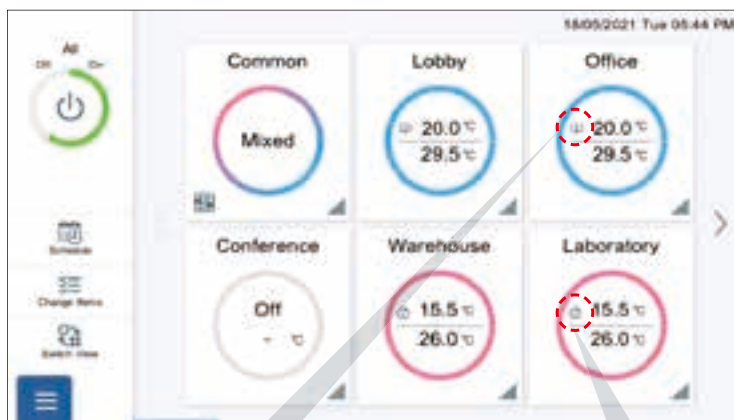 18/05/2021 Tue 05:44 PM
All
Off On
Common
Lobby
Office
Mixed
20.0 ℃
29.5 ℃
20.0 ℃
29.5 ℃
Schedule
Change Items
Switch View
Conference
Warehouse
Laboratory
Off
- ℃
15.5 ℃
26.0 ℃
15.5 ℃
26.0 ℃